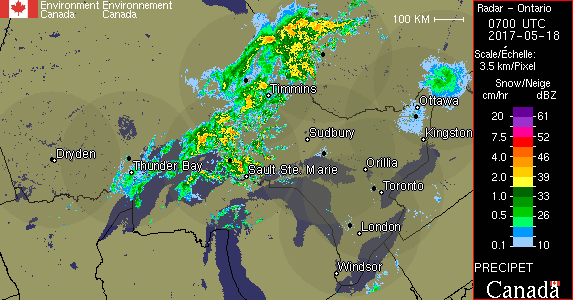 Environment Environnement
Canada Canada
100 KM
Timmins
Ottawa
Sudbury
Kingston
Dryden
Thunder Bay
Sault Ste. Marie
Orillia
Toronto
London
Windsor
Radar - Ontario
0700 UTC
2017-05-18
Scale/Échelle:
3.5 km/Pixel
Snow/Neige
cm/hr dBZ
20 61
7.5 52
4.0 46
2.0 39
1.0 33
0.5 26
0.1 10
PRECIPET
Canada